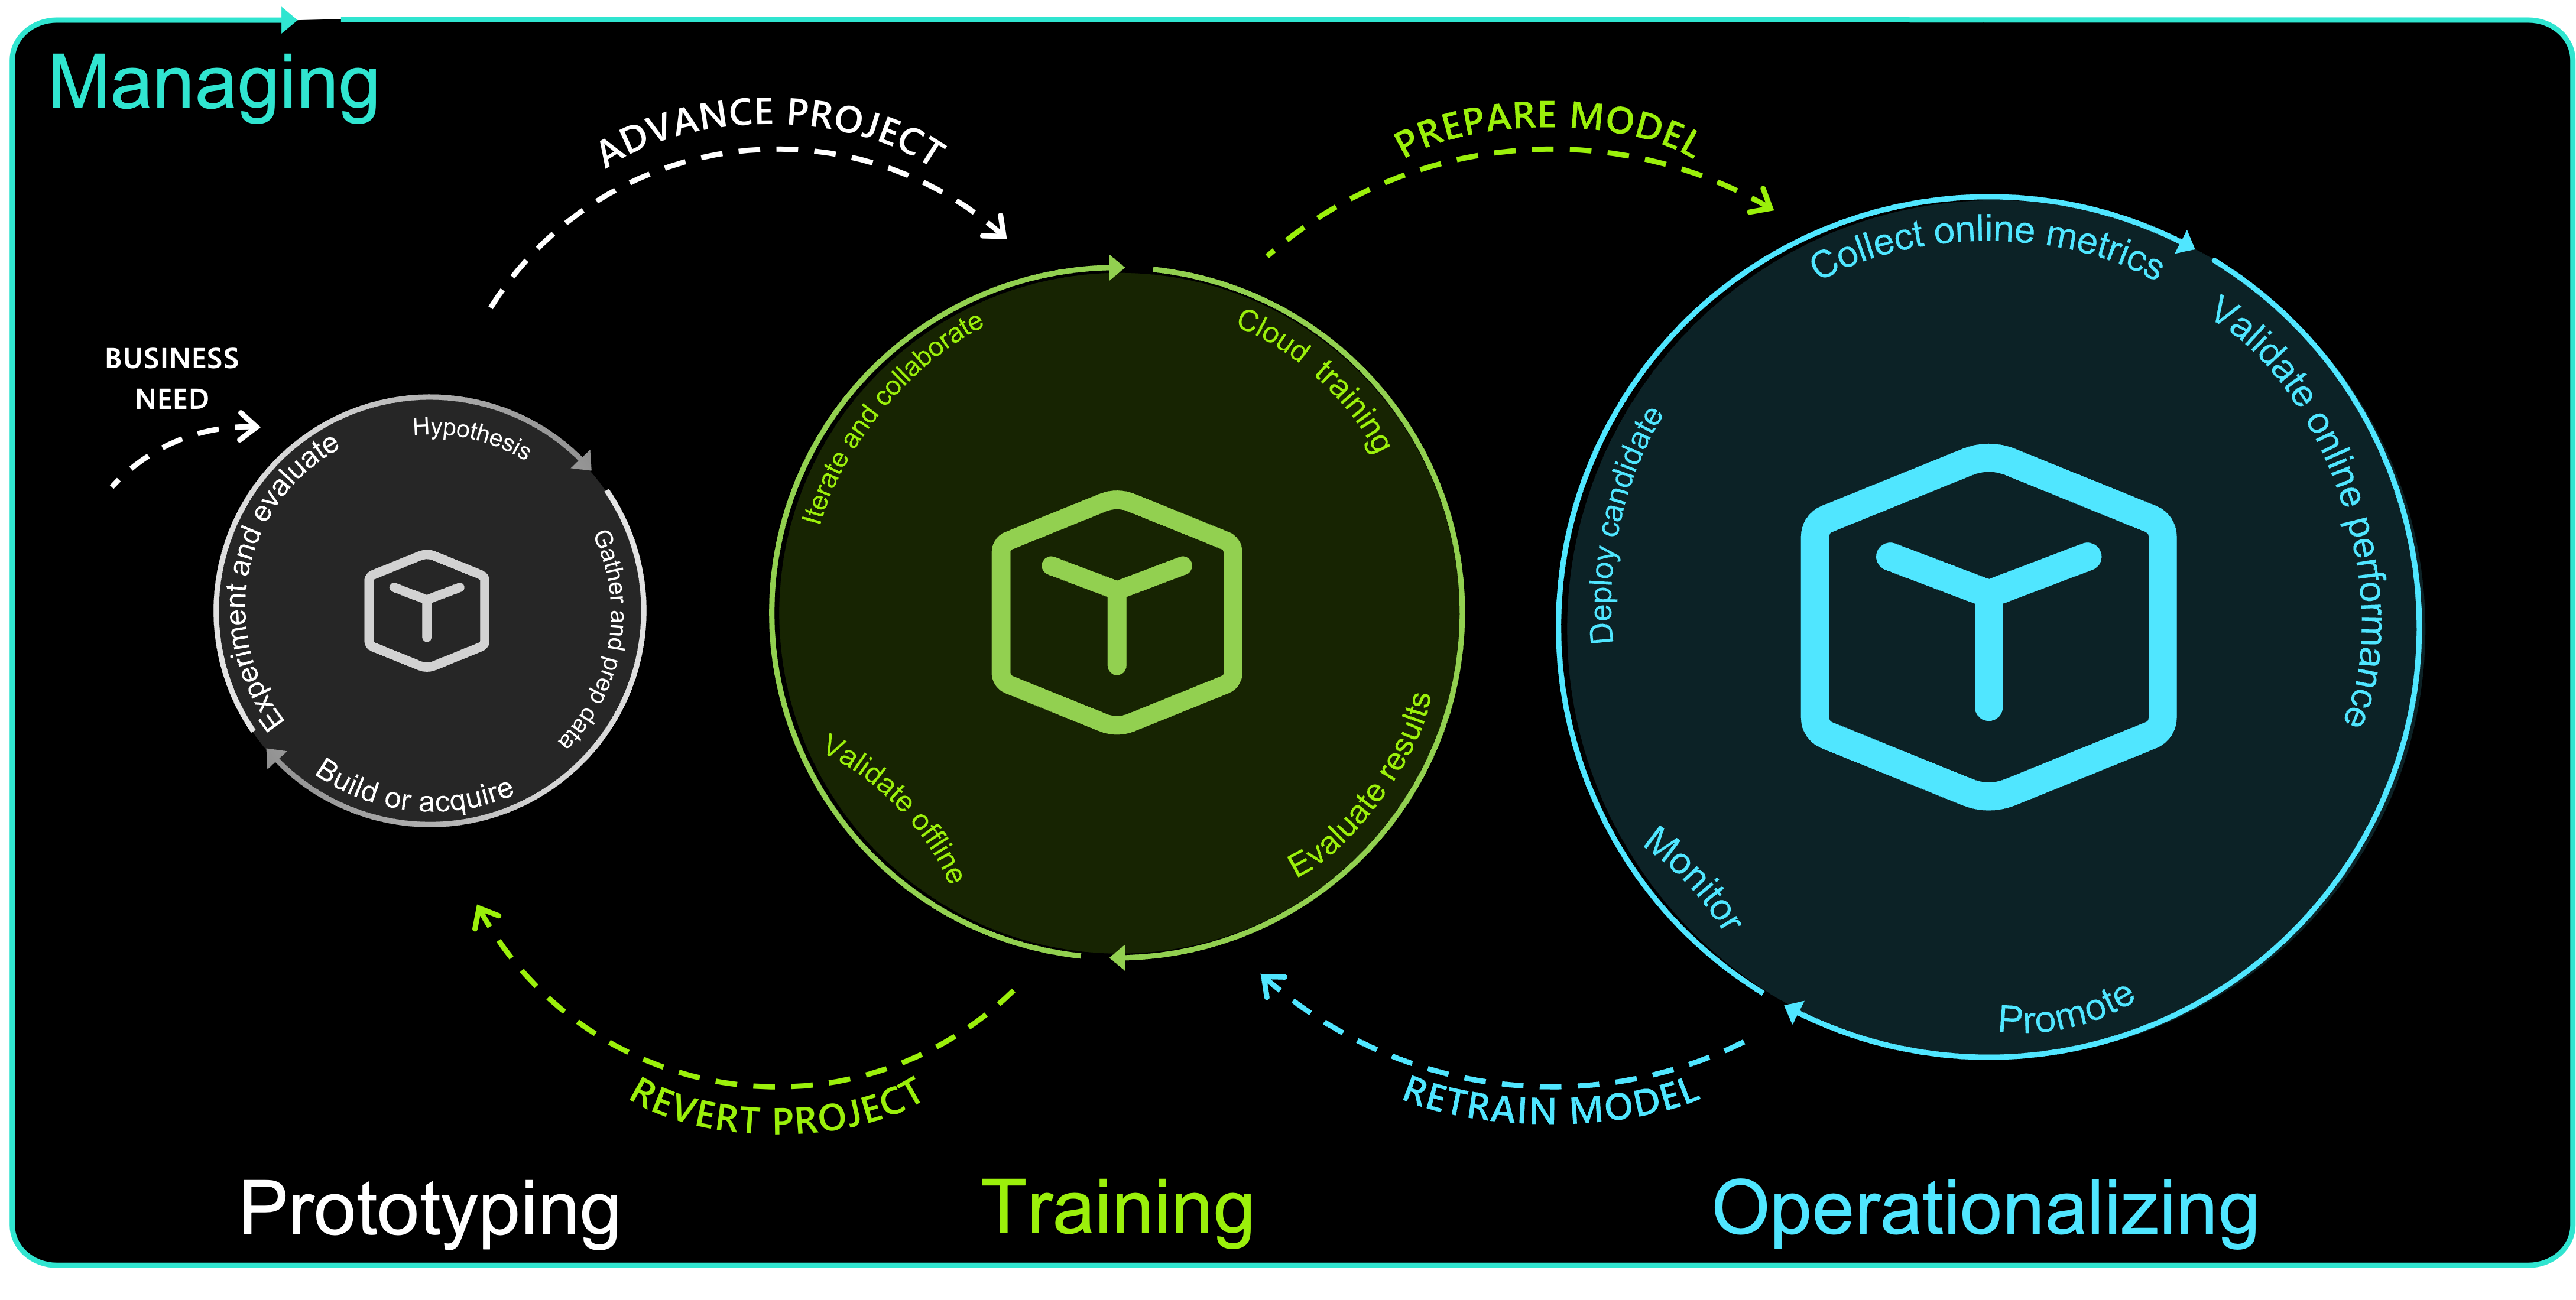 Managing
ADVANCE PROJECT
PREPARE MODEL
BUSINESS
NEED
Hypothesis
Gather and prep data
Build or acquire
Experiment and evaluate
Cloud training
Evaluate results
Validate offline
Iterate and collaborate
Collect online metrics
Validate online performance
Promote
Monitor
Deploy candidate
REVERT PROJECT
RETRAIN MODEL
Prototyping
Training
Operationalizing